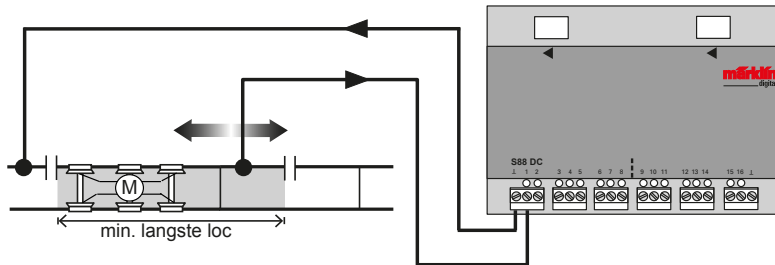 märklin
digital
S88 DC
⊥ 1 2 3 4 5 6 7 8 9 10 11 12 13 14 15 16 ⊥
M
min. langste loc